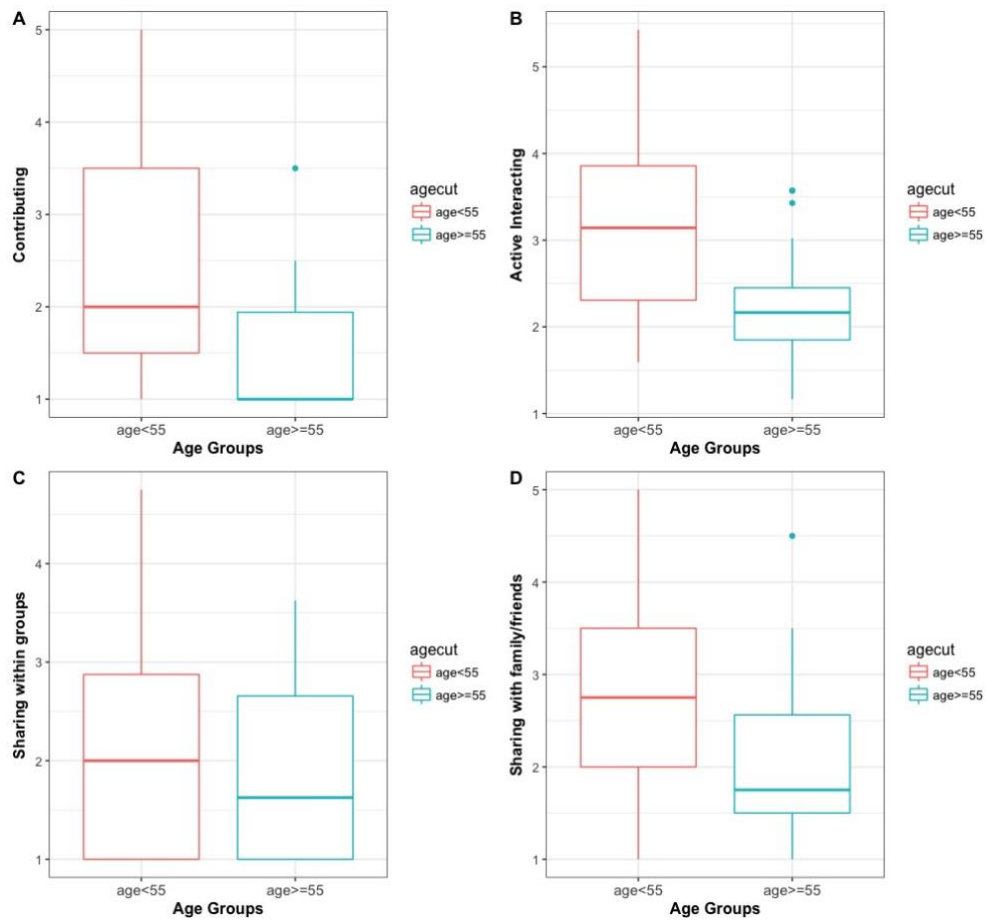 A
Contributing
5
4
3
2
1
age<55
age>=55
Age Groups
agecut
age<55
age>=55
B
Active Interacting
5
4
3
2
1
age<55
age>=55
Age Groups
agecut
age<55
age>=55
C
Sharing within groups
4
3
2
1
age<55
age>=55
Age Groups
agecut
age<55
age>=55
D
Sharing with family/friends
5
4
3
2
1
age<55
age>=55
Age Groups
agecut
age<55
age>=55